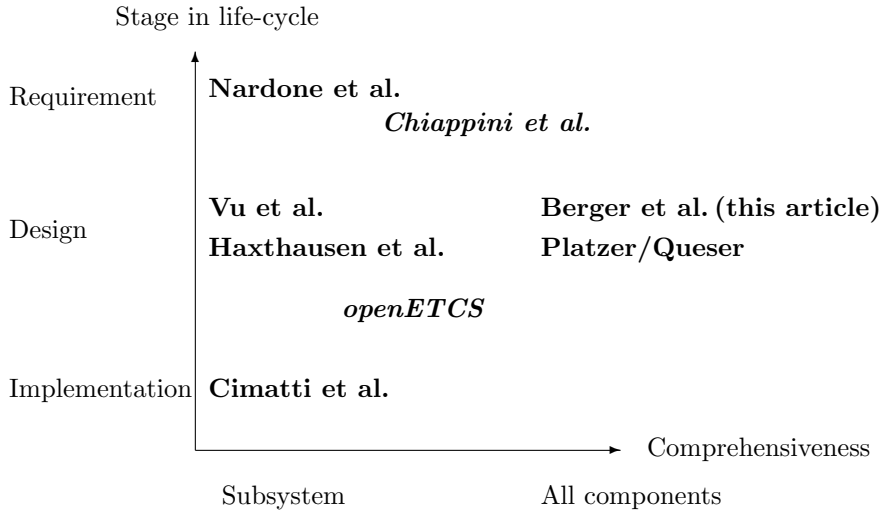 Stage in life-cycle
Requirement Nardone et al.
Chiappini et al.
Vu et al. Berger et al. (this article)
Design
Haxthausen et al. Platzer/Queser
openETCS
Implementation Cimatti et al.
Comprehensiveness
Subsystem All components